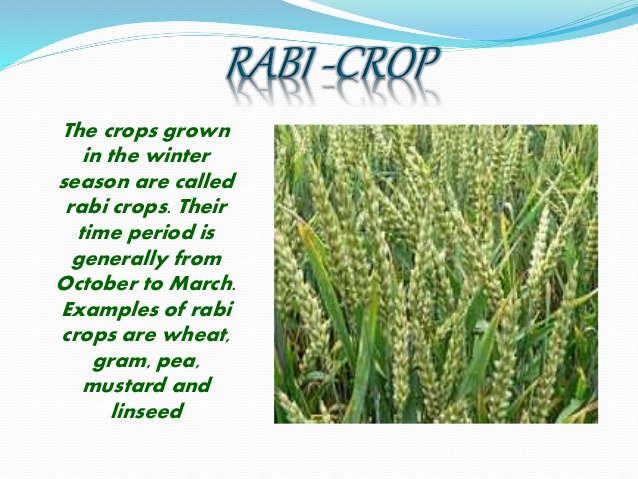 RABI -CROP
The crops grown
in the winter
season are called
rabi crops. Their
time period is
generally from
October to March.
Examples of rabi
crops are wheat,
gram, pea,
mustard and
linseed